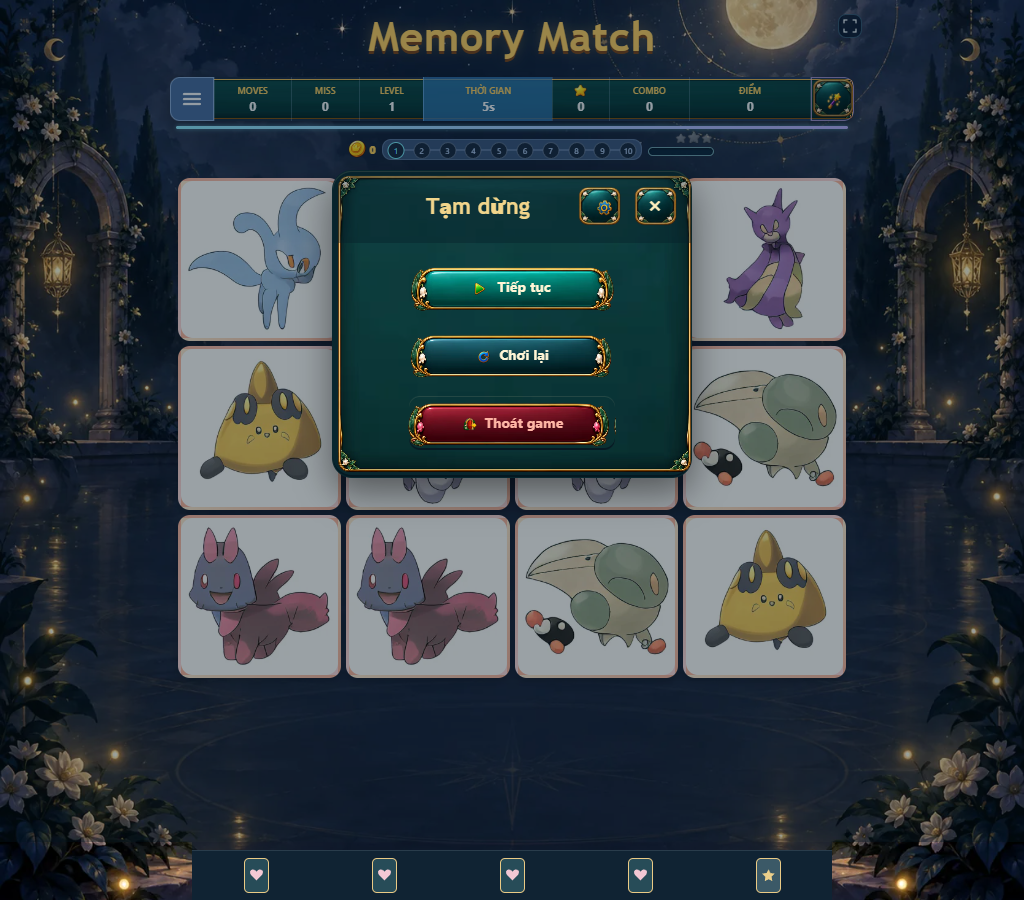 Memory Match
MOVES
0
MISS
0
LEVEL
1
THỜI GIAN
5s
0
COMBO
0
ĐIỂM
0
0
1 2 3 4 5 6 7 8 9 10
Tạm dừng
Tiếp tục
Chơi lại
Thoát game